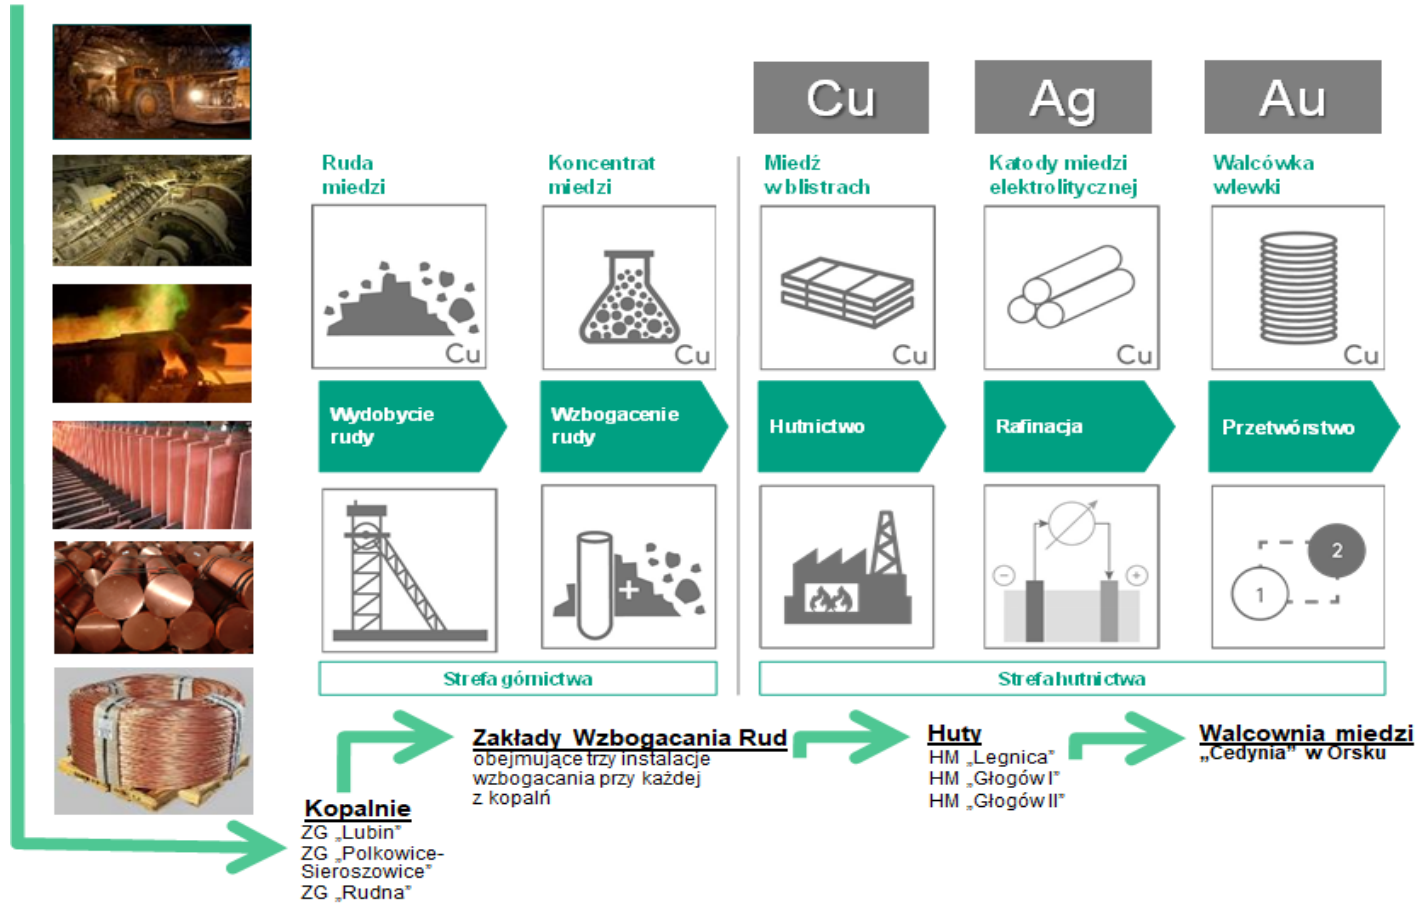 Cu
Ag
Au
Ruda
miedzi
Koncentrat
miedzi
Miedź
w blistrach
Katody miedzi
elektrolitycznej
Walcówka
wlewki
Cu
Cu
Cu
Cu
Cu
Wydobycie
rudy
Wzbogacenie
rudy
Hutnictwo
Rafinacja
Przetwórstwo
+
−
+
1
2
Strefa górnictwa
Strefa hutnictwa
Zakłady Wzbogacania Rud
obejmujące trzy instalacje
wzbogacania przy każdej
z kopalń
Huty
HM „Legnica”
HM „Głogów I”
HM „Głogów II”
Walcownia miedzi
„Cedynia” w Orsku
Kopalnie
ZG „Lubin”
ZG „Polkowice-
Sieroszowice”
ZG „Rudna”